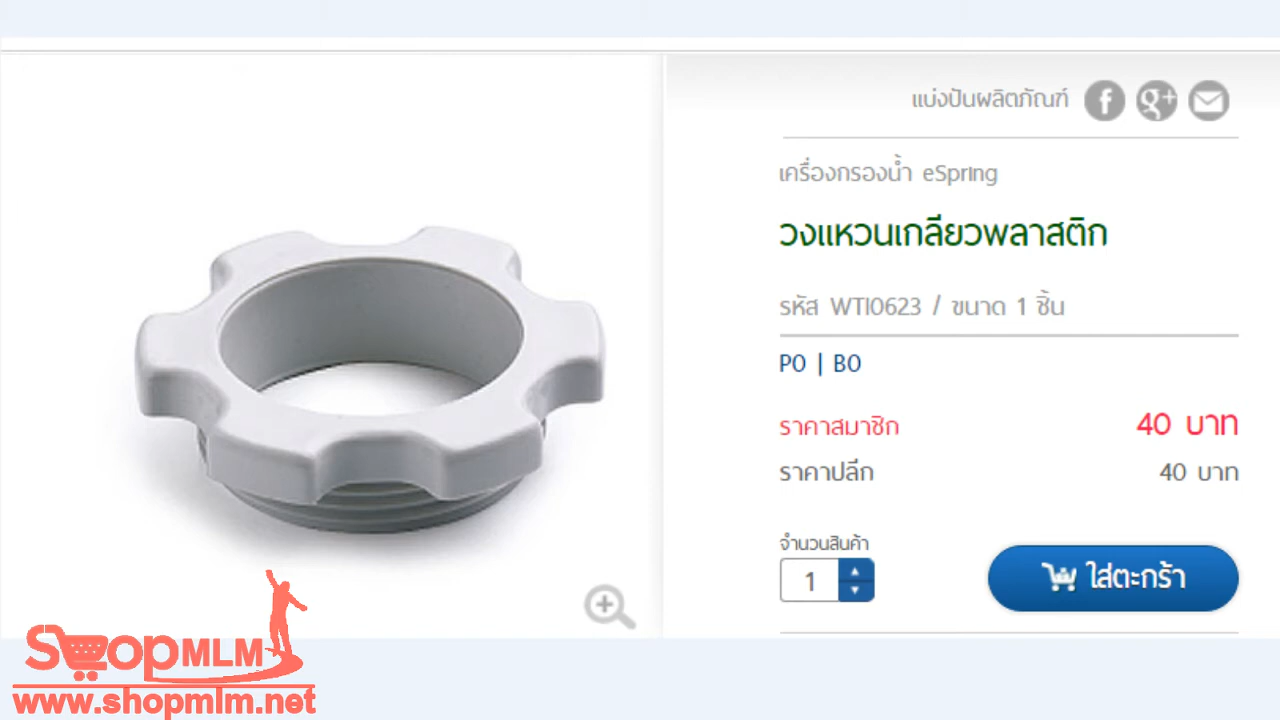 แบ่งปันผลิตภัณฑ์ f g+
เครื่องกรองน้ำ eSpring
วงแหวนเกลียวพลาสติก
รหัส WTI0623 / ขนาด 1 ชิ้น
P0 | B0
ราคาสมาชิก 40 บาท
ราคาปลีก 40 บาท
จำนวนสินค้า
1 ใส่ตะกร้า
ShopMLM
www.shopmlm.net